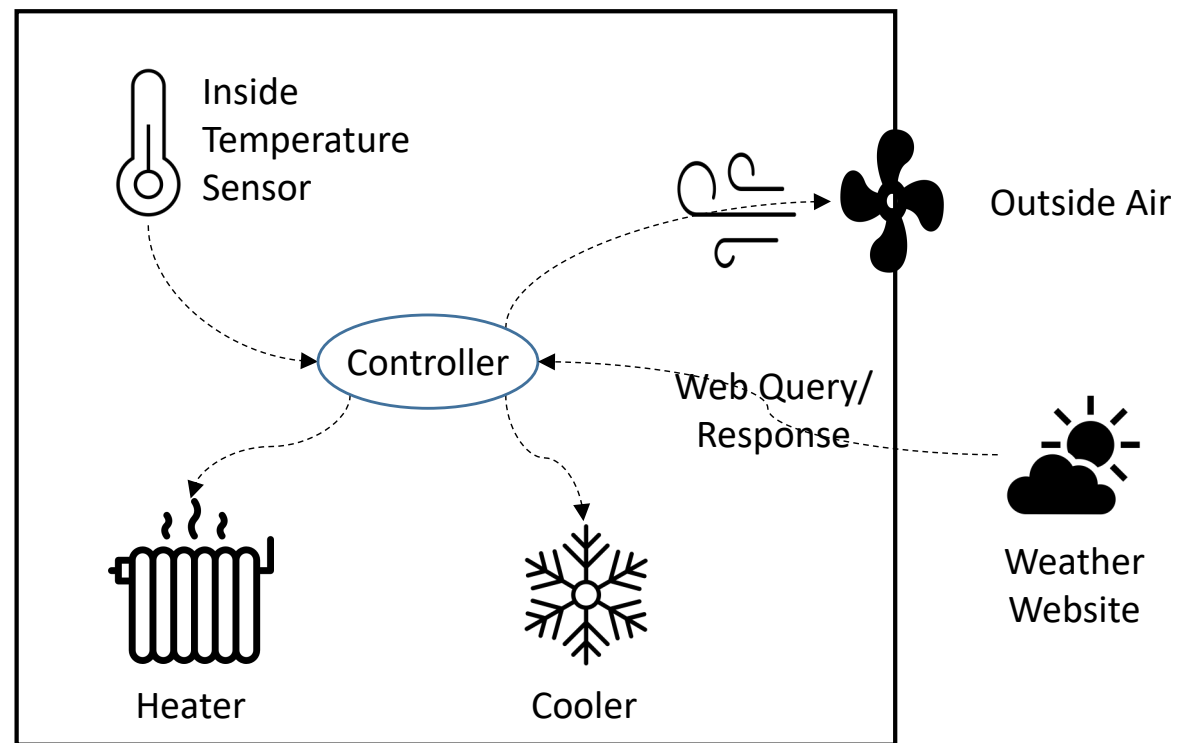 Inside
Temperature
Sensor
Outside Air
Controller
Web Query/
Response
Weather
Website
Heater
Cooler